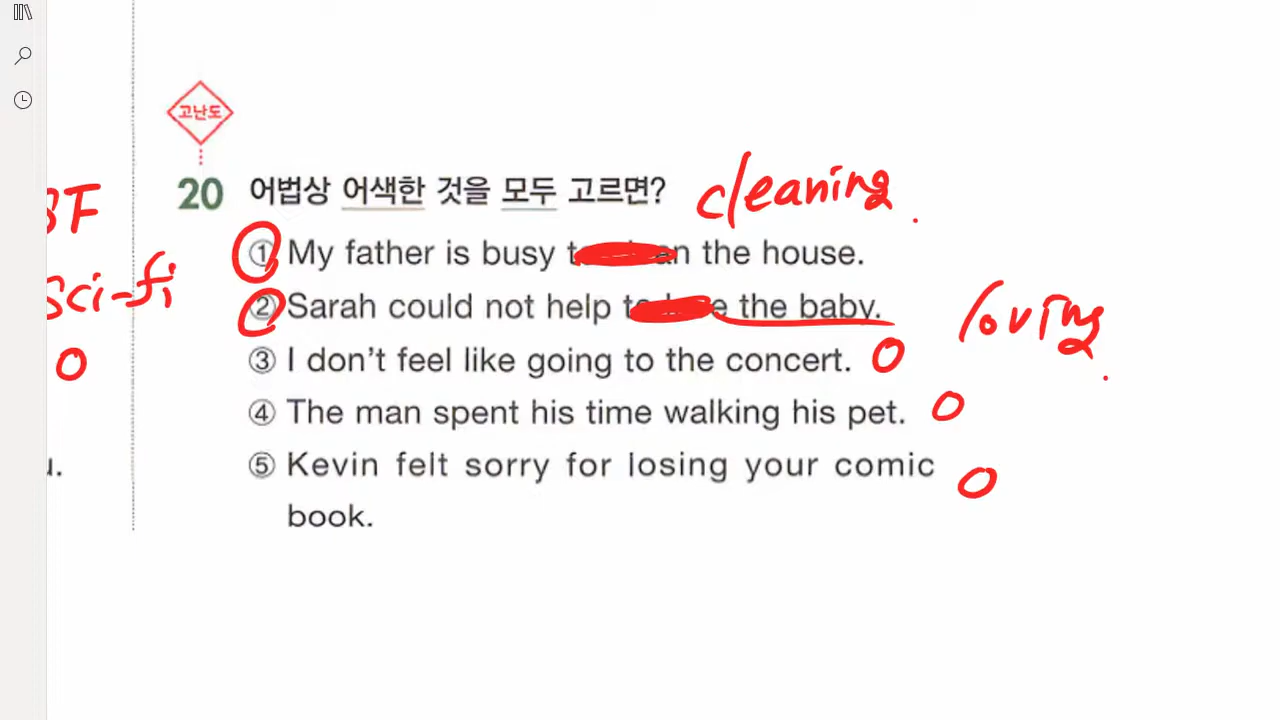 고난도
20 어법상 어색한 것을 모두 고르면?
cleaning.
① My father is busy the house.
② Sarah could not help the baby.
loving.
③ I don't feel like going to the concert. O
④ The man spent his time walking his pet. O
⑤ Kevin felt sorry for losing your comic O
book.
SF
Sci-fi
O
u.